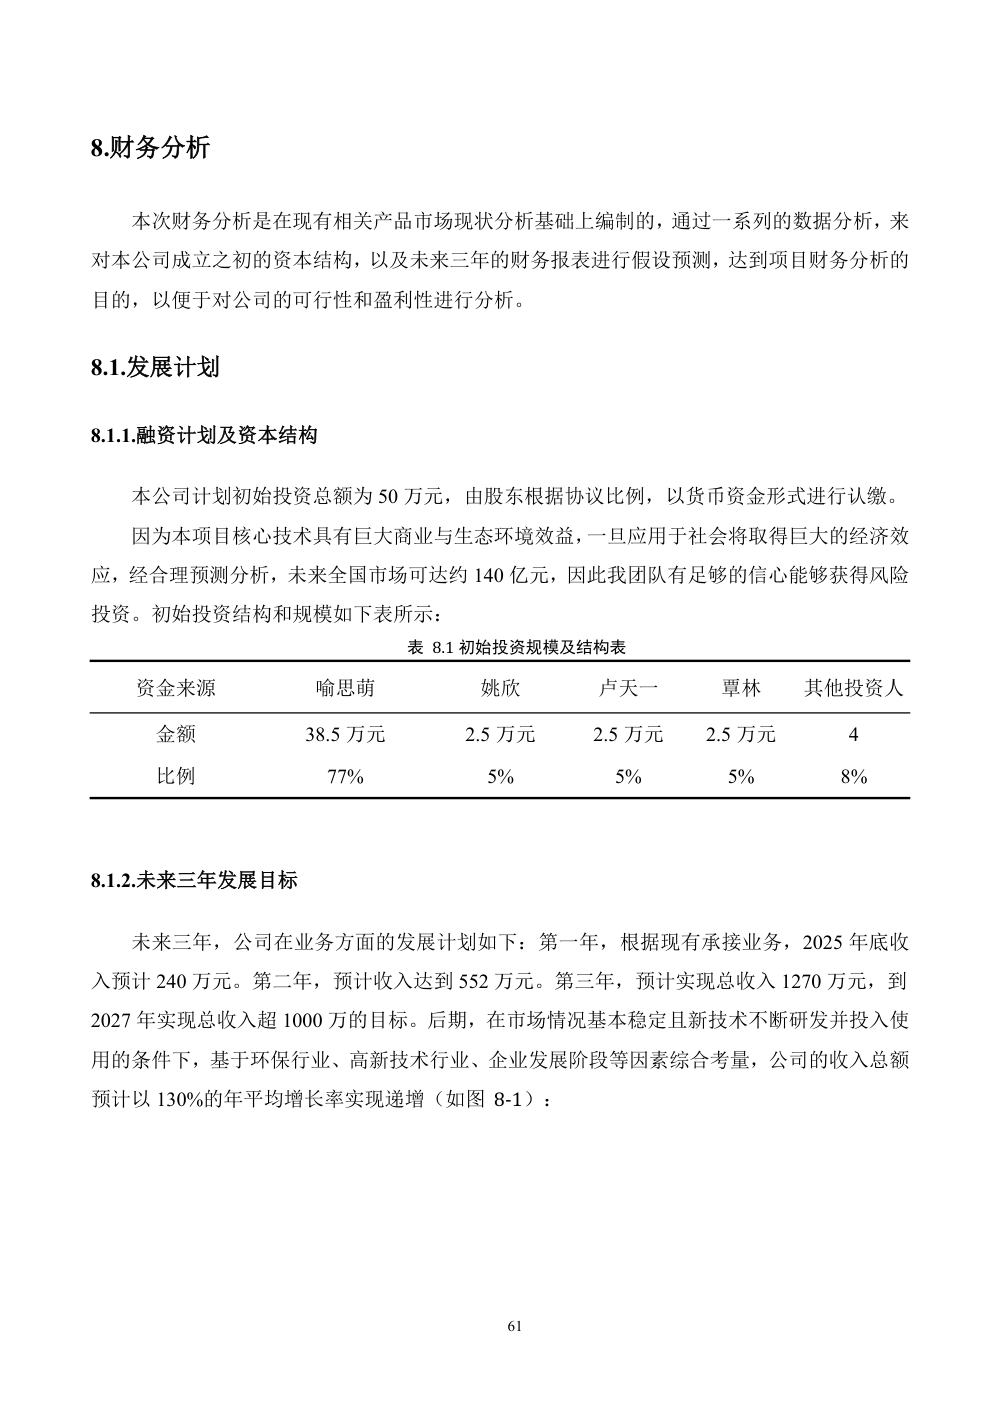 8.财务分析
本次财务分析是在现有相关产品市场现状分析基础上编制的，通过一系列的数据分析，来
对本公司成立之初的资本结构，以及未来三年的财务报表进行假设预测，达到项目财务分析的
目的，以便于对公司的可行性和盈利性进行分析。
8.1.发展计划
8.1.1.融资计划及资本结构
本公司计划初始投资总额为 50 万元，由股东根据协议比例，以货币资金形式进行认缴。
因为本项目核心技术具有巨大商业与生态环境效益，一旦应用于社会将取得巨大的经济效
应，经合理预测分析，未来全国市场可达约 140 亿元，因此我团队有足够的信心能够获得风险
投资。初始投资结构和规模如下表所示：
表 8.1 初始投资规模及结构表
资金来源 喻思萌 姚欣 卢天一 覃林 其他投资人
金额 38.5 万元 2.5 万元 2.5 万元 2.5 万元 4
比例 77% 5% 5% 5% 8%
8.1.2.未来三年发展目标
未来三年，公司在业务方面的发展计划如下：第一年，根据现有承接业务，2025 年底收
入预计 240 万元。第二年，预计收入达到 552 万元。第三年，预计实现总收入 1270 万元，到
2027 年实现总收入超 1000 万的目标。后期，在市场情况基本稳定且新技术不断研发并投入使
用的条件下，基于环保行业、高新技术行业、企业发展阶段等因素综合考量，公司的收入总额
预计以 130%的年平均增长率实现递增（如图 8-1）：
61